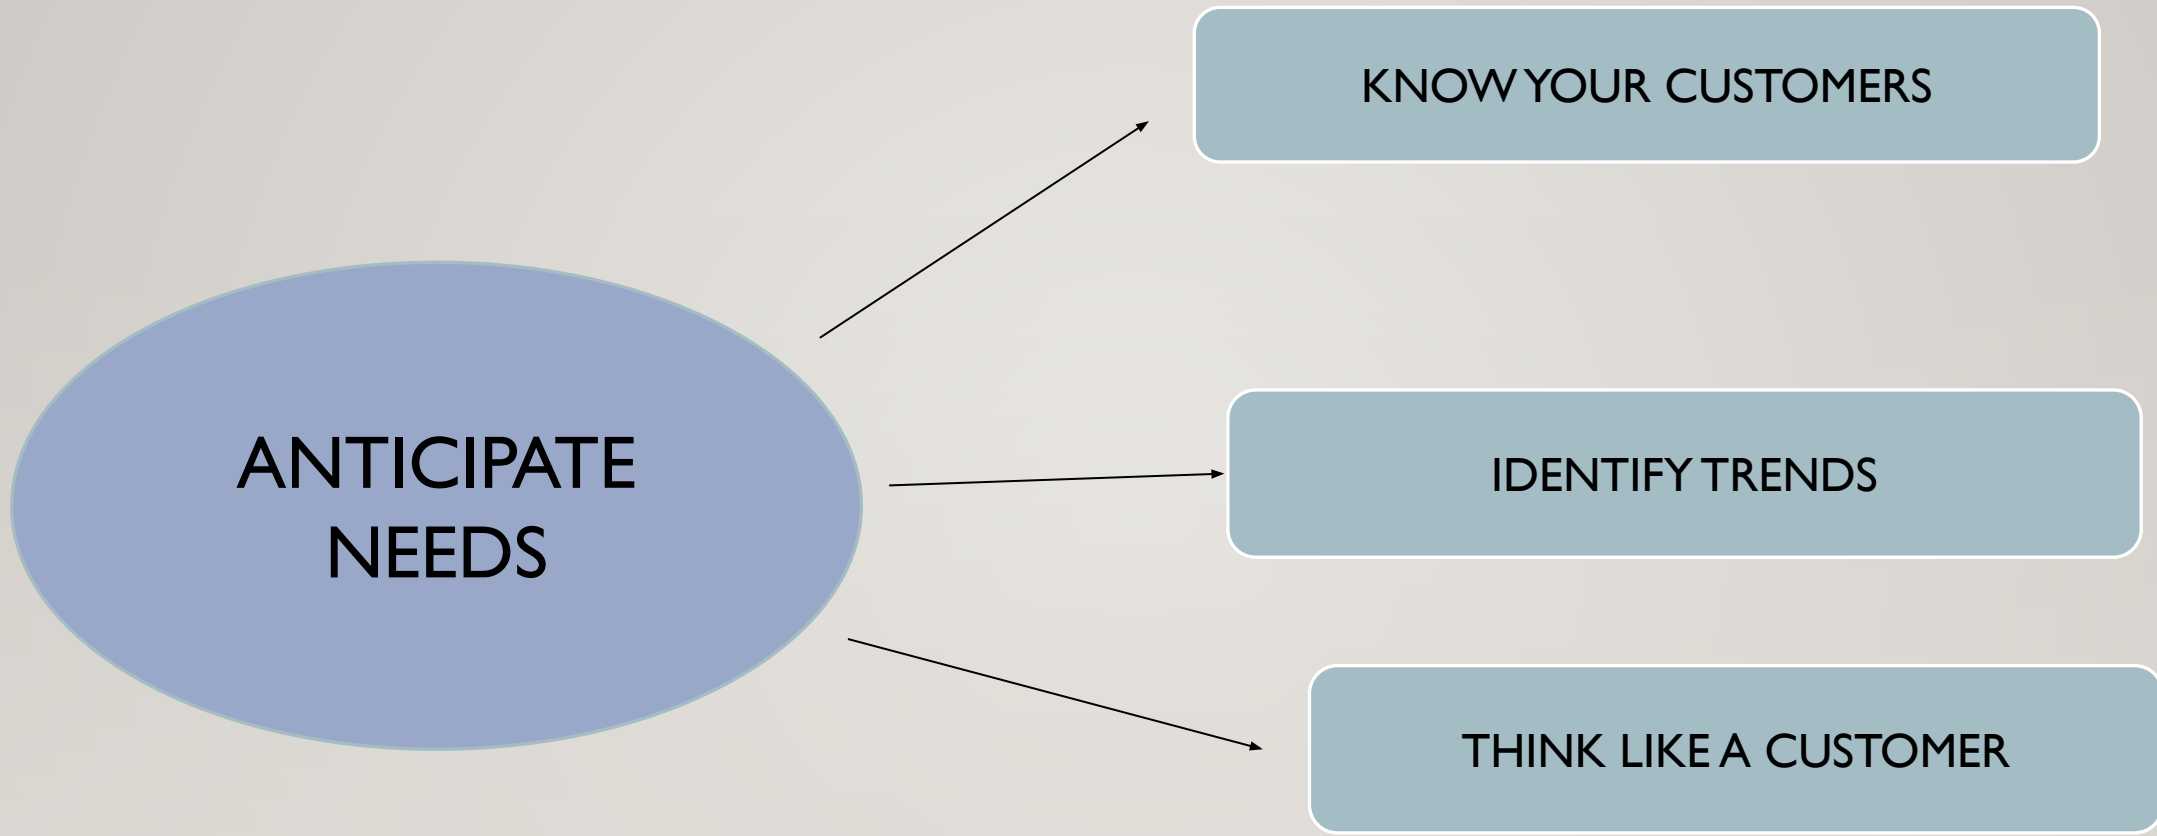 KNOW YOUR CUSTOMERS
ANTICIPATE
NEEDS
IDENTIFY TRENDS
THINK LIKE A CUSTOMER